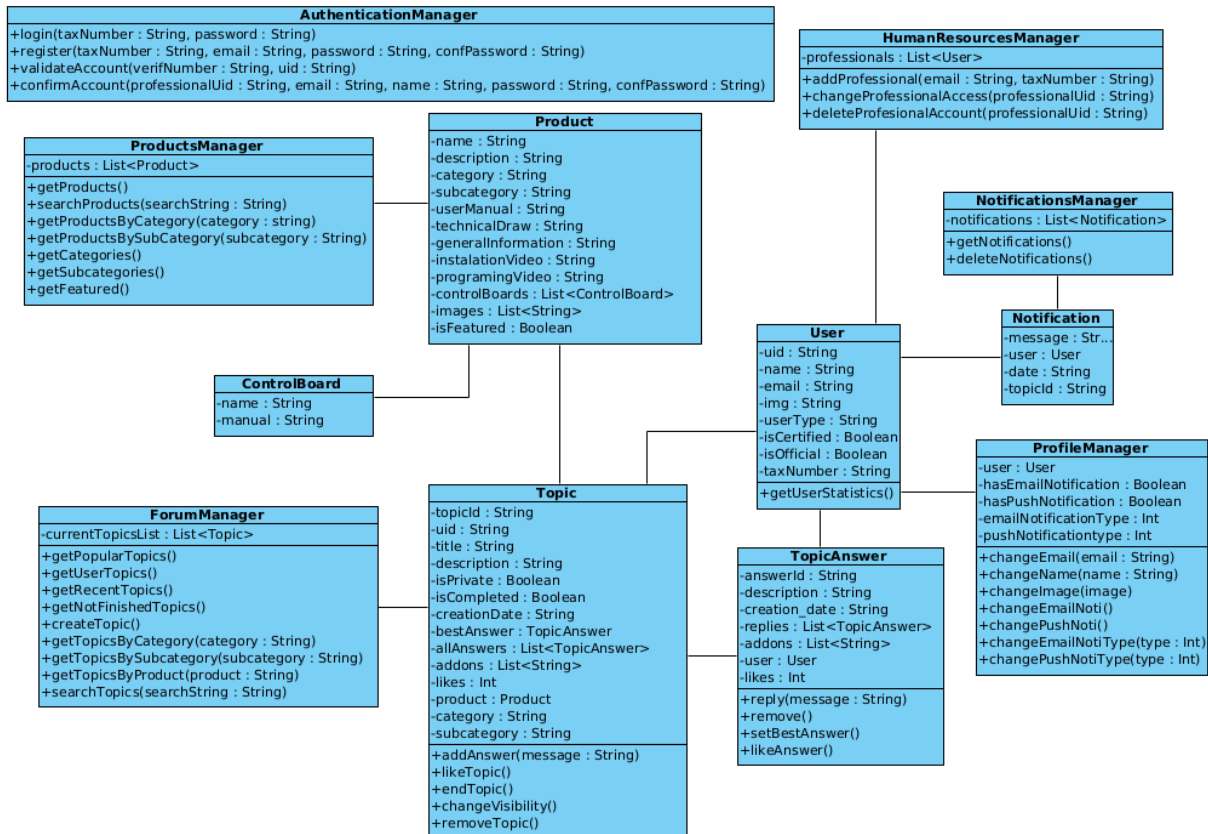 AuthenticationManager
+login(taxNumber : String, password : String)
+register(taxNumber : String, email : String, password : String, confPassword : String)
+validateAccount(verifNumber : String, uid : String)
+confirmAccount(professionalUid : String, email : String, name : String, password : String, confPassword : String)
HumanResourcesManager
-professionals : List<User>
+addProfessional(email : String, taxNumber : String)
+changeProfessionalAccess(professionalUid : String)
+deleteProfesionalAccount(professionalUid : String)
ProductsManager
-products : List<Product>
+getProducts()
+searchProducts(searchString : String)
+getProductsByCategory(category : string)
+getProductsBySubCategory(subcategory : String)
+getCategories()
+getSubcategories()
+getFeatured()
Product
-name : String
-description : String
-category : String
-subcategory : String
-userManual : String
-technicalDraw : String
-generalInformation : String
-instalationVideo : String
-programingVideo : String
-controlBoards : List<ControlBoard>
-images : List<String>
-isFeatured : Boolean
NotificationsManager
-notifications : List<Notification>
+getNotifications()
+deleteNotifications()
Notification
-message : Str...
-user : User
-date : String
-topicId : String
User
-uid : String
-name : String
-email : String
-img : String
-userType : String
-isCertified : Boolean
-isOfficial : Boolean
-taxNumber : String
+getUserStatistics()
ControlBoard
-name : String
-manual : String
ProfileManager
-user : User
-hasEmailNotification : Boolean
-hasPushNotification : Boolean
-emailNotificationType : Int
-pushNotificationtype : Int
+changeEmail(email : String)
+changeName(name : String)
+changeImage(image)
+changeEmailNoti()
+changePushNoti()
+changeEmailNotiType(type : Int)
+changePushNotiType(type : Int)
ForumManager
-currentTopicsList : List<Topic>
+getPopularTopics()
+getUserTopics()
+getRecentTopics()
+getNotFinishedTopics()
+createTopic()
+getTopicsByCategory(category : String)
+getTopicsBySubcategory(subcategory : String)
+getTopicsByProduct(product : String)
+searchTopics(searchString : String)
Topic
-topicId : String
-uid : String
-title : String
-description : String
-isPrivate : Boolean
-isCompleted : Boolean
-creationDate : String
-bestAnswer : TopicAnswer
-allAnswers : List<TopicAnswer>
-addons : List<String>
-likes : Int
-product : Product
-category : String
-subcategory : String
+addAnswer(message : String)
+likeTopic()
+endTopic()
+changeVisibility()
+removeTopic()
TopicAnswer
-answerId : String
-description : String
-creation_date : String
-replies : List<TopicAnswer>
-addons : List<String>
-user : User
-likes : Int
+reply(message : String)
+remove()
+setBestAnswer()
+likeAnswer()